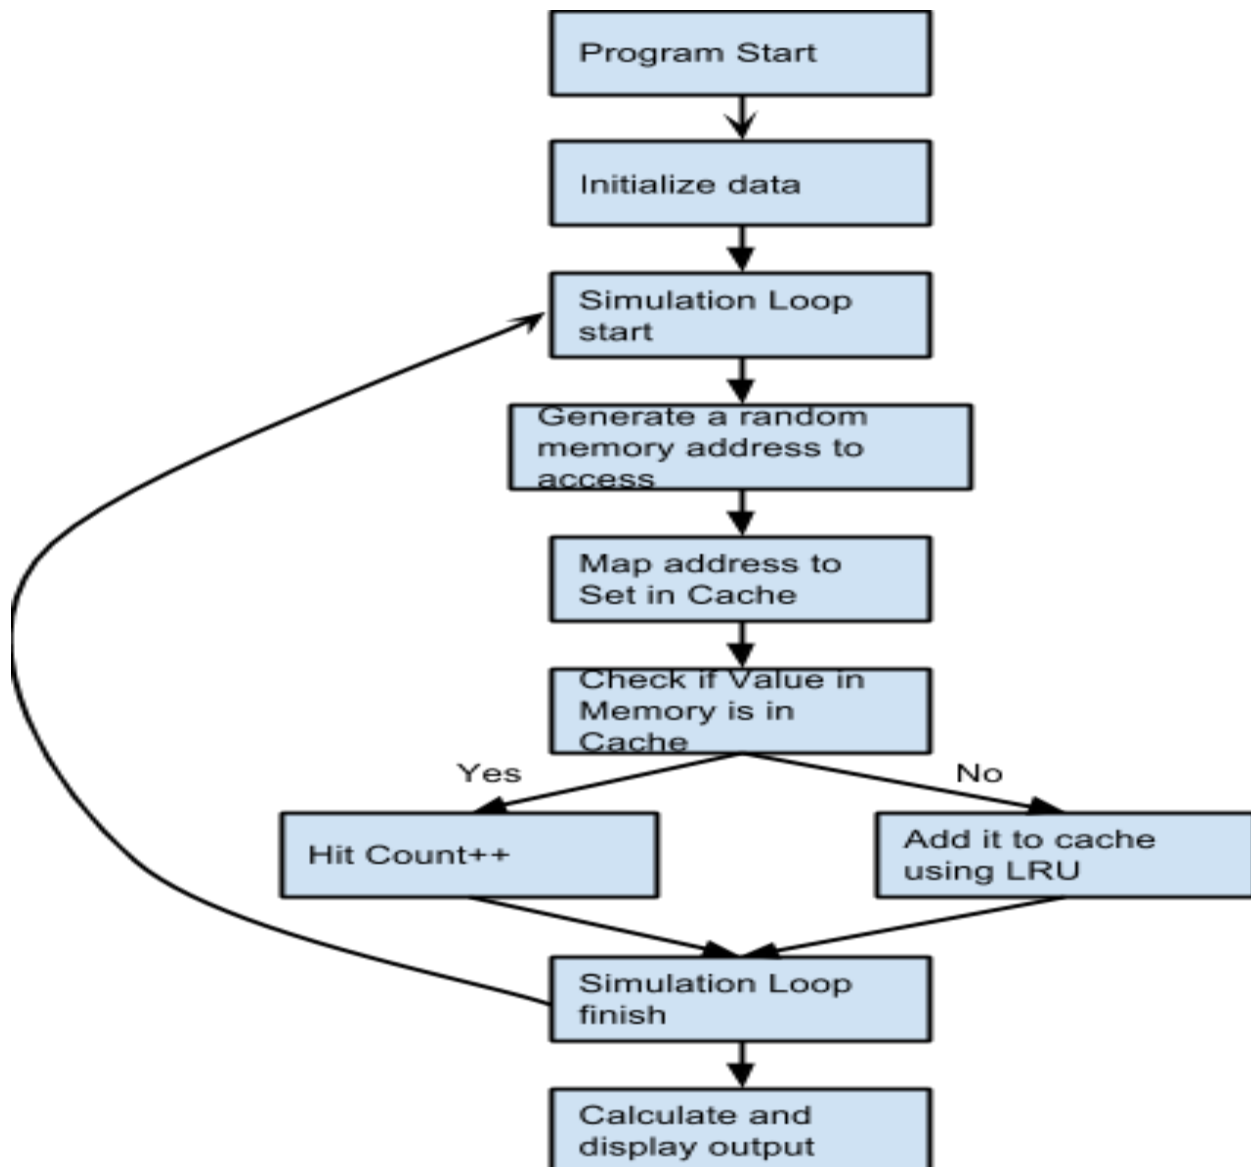 Program Start
Initialize data
Simulation Loop
start
Generate a random
memory address to
access
Map address to
Set in Cache
Check if Value in
Memory is in
Cache
Yes
No
Hit Count++
Add it to cache
using LRU
Simulation Loop
finish
Calculate and
display output